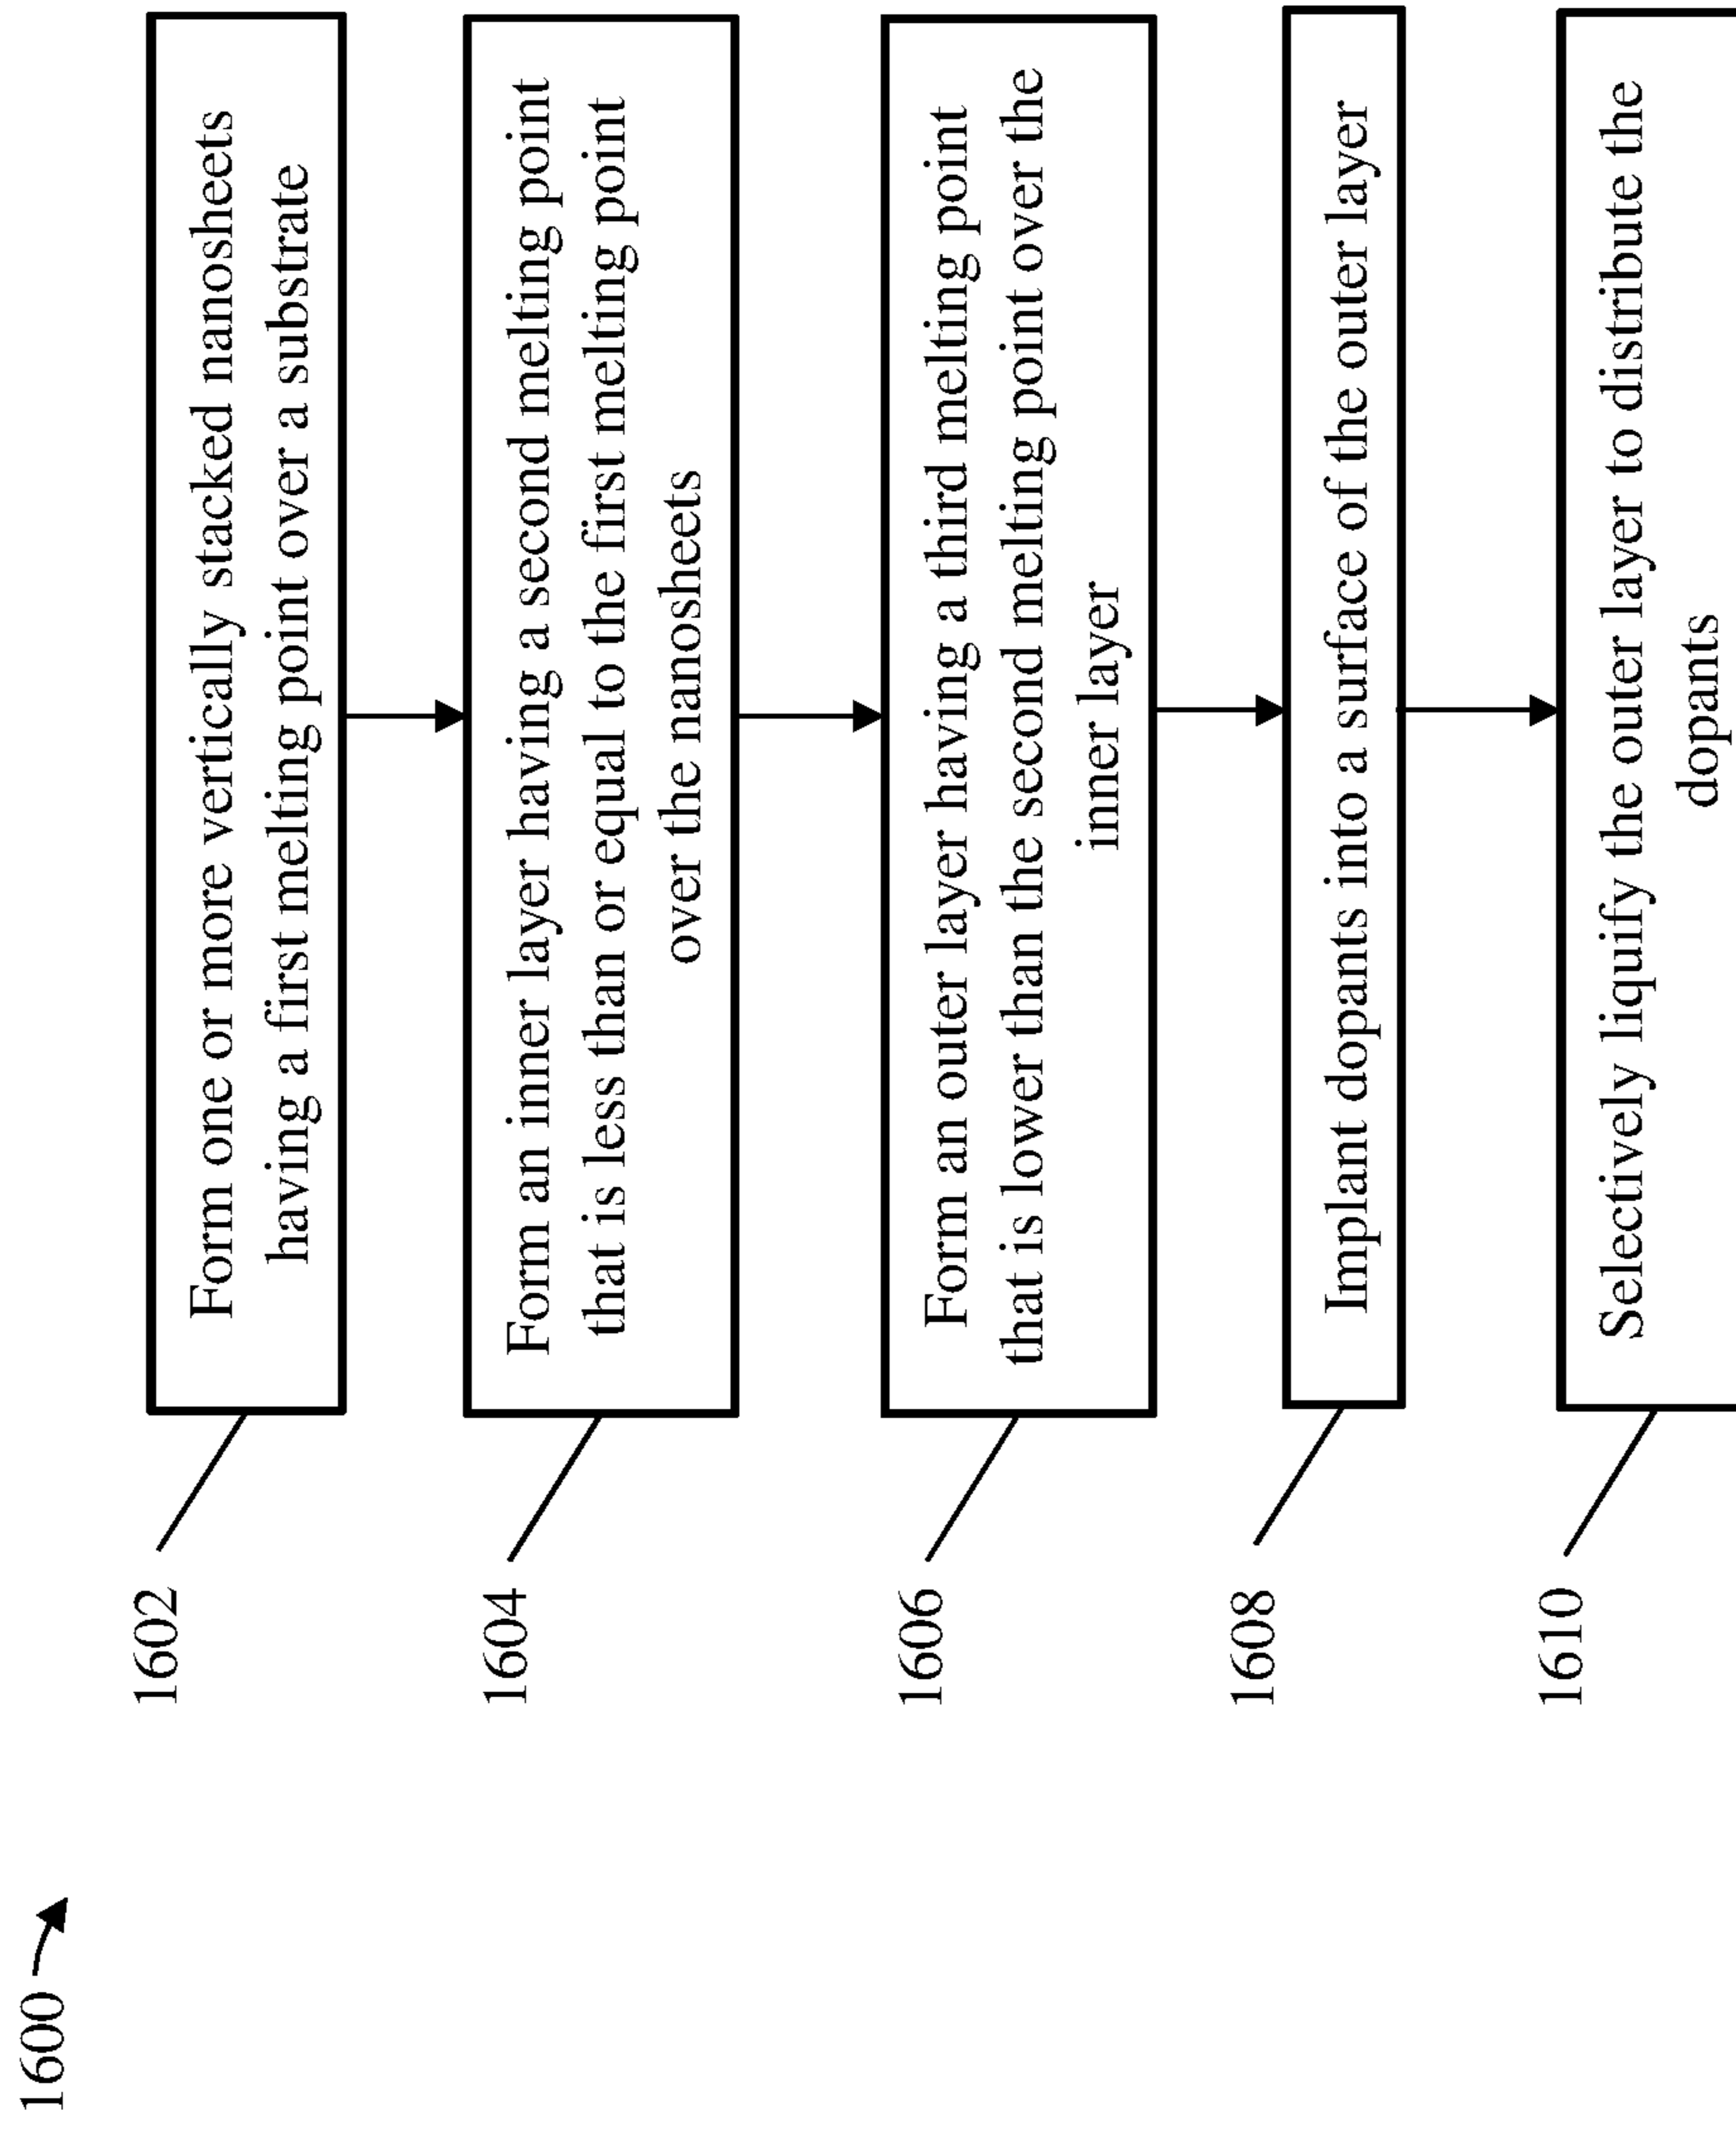 1600
1602
Form one or more vertically stacked nanosheets
having a first melting point over a substrate
1604
Form an inner layer having a second melting point
that is less than or equal to the first melting point
over the nanosheets
1606
Form an outer layer having a third melting point
that is lower than the second melting point over the
inner layer
1608
Implant dopants into a surface of the outer layer
1610
Selectively liquify the outer layer to distribute the
dopants